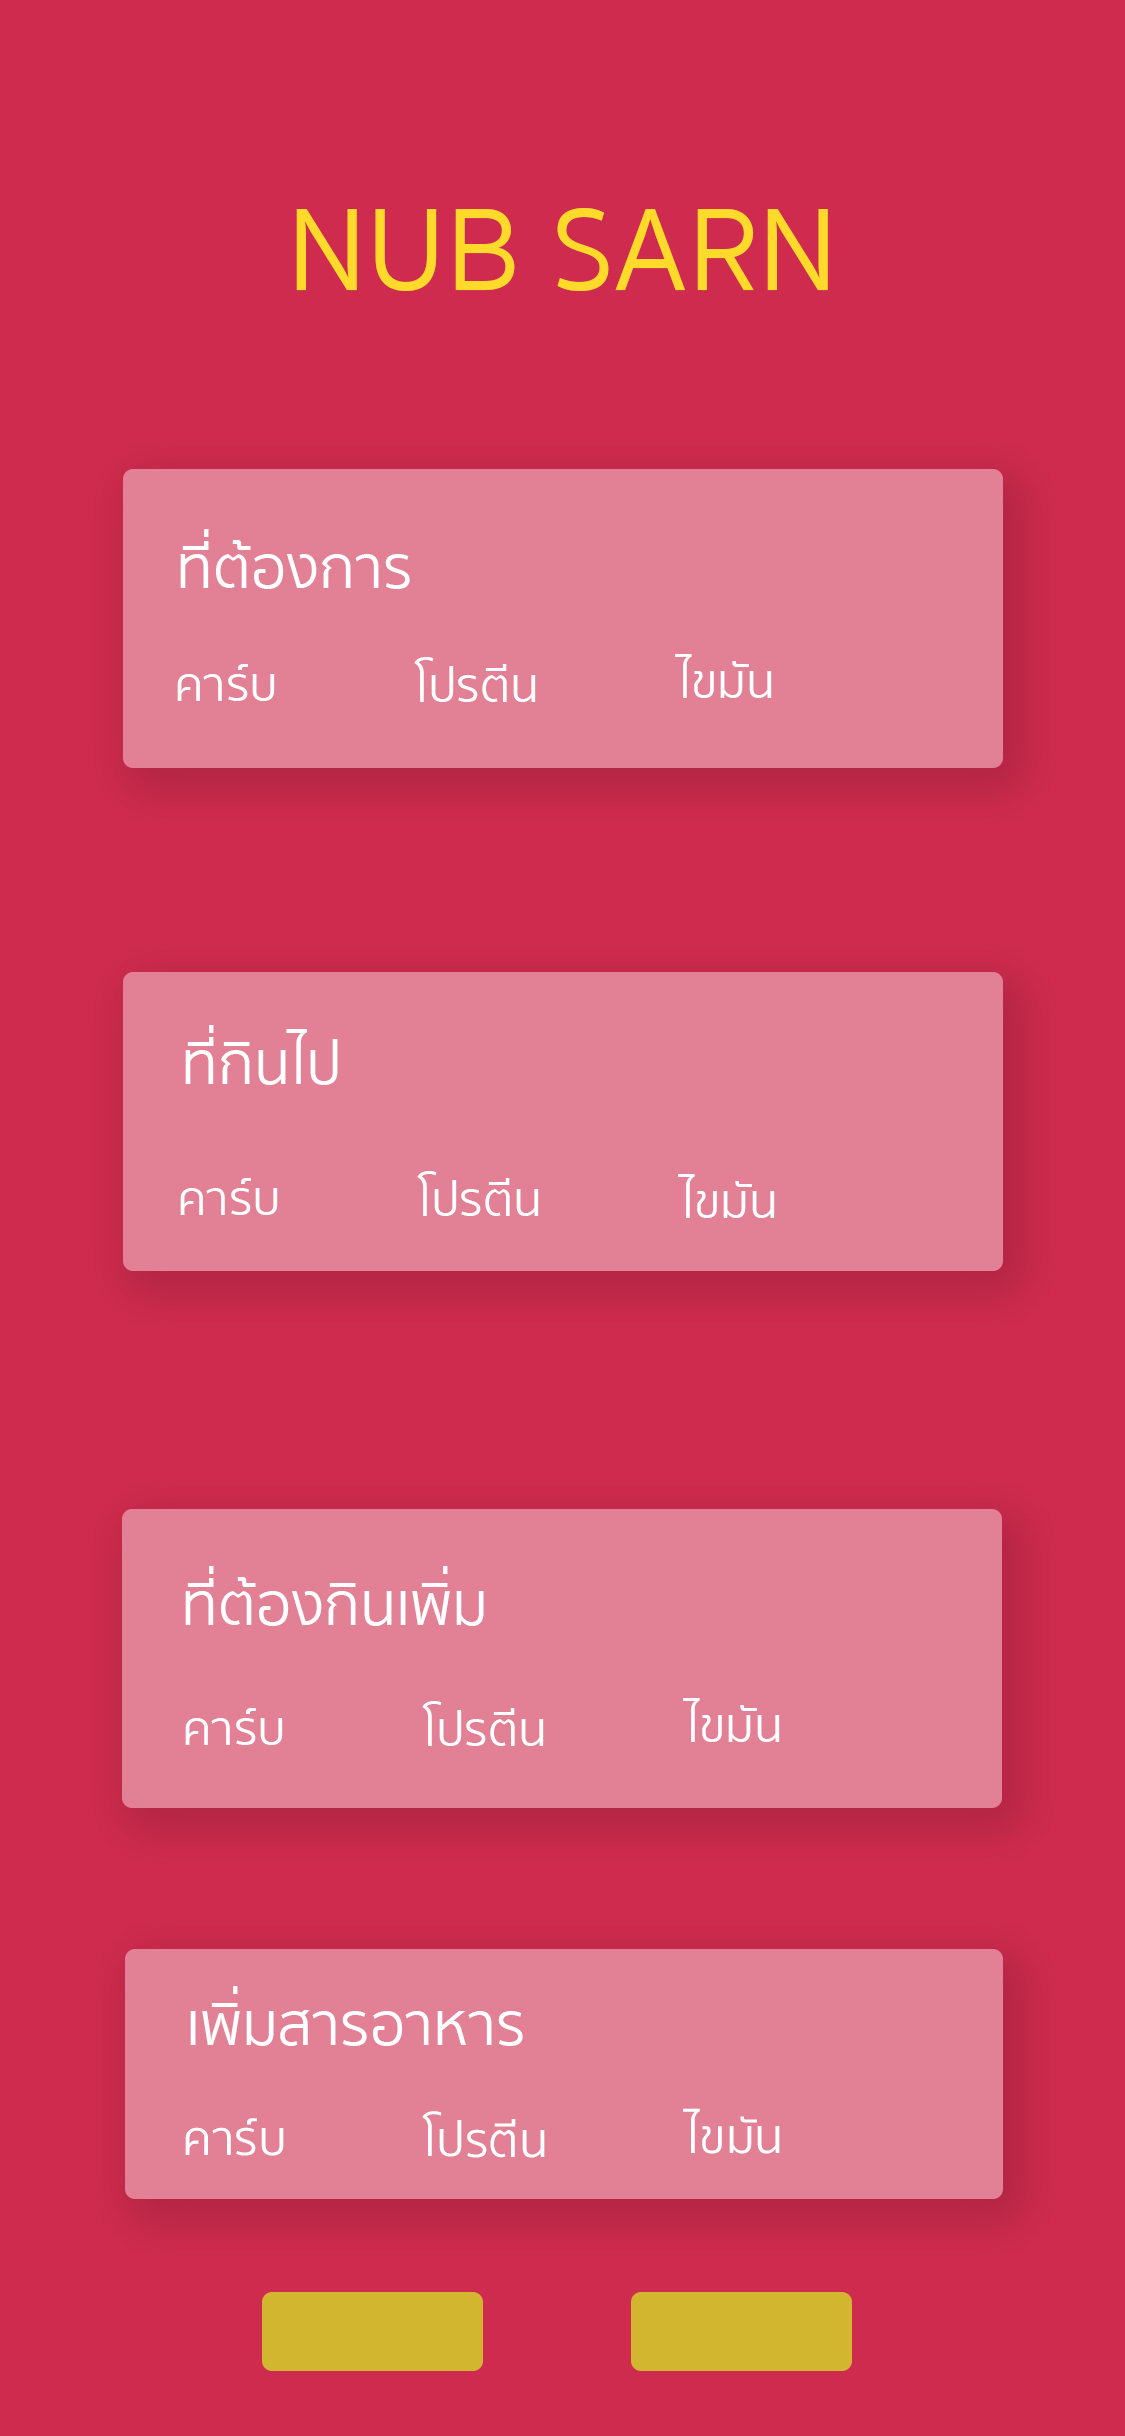 NUB SARN
ที่ต้องการ
คาร์บ โปรตีน ไขมัน
ที่กินไป
คาร์บ โปรตีน ไขมัน
ที่ต้องกินเพิ่ม
คาร์บ โปรตีน ไขมัน
เพิ่มสารอาหาร
คาร์บ โปรตีน ไขมัน